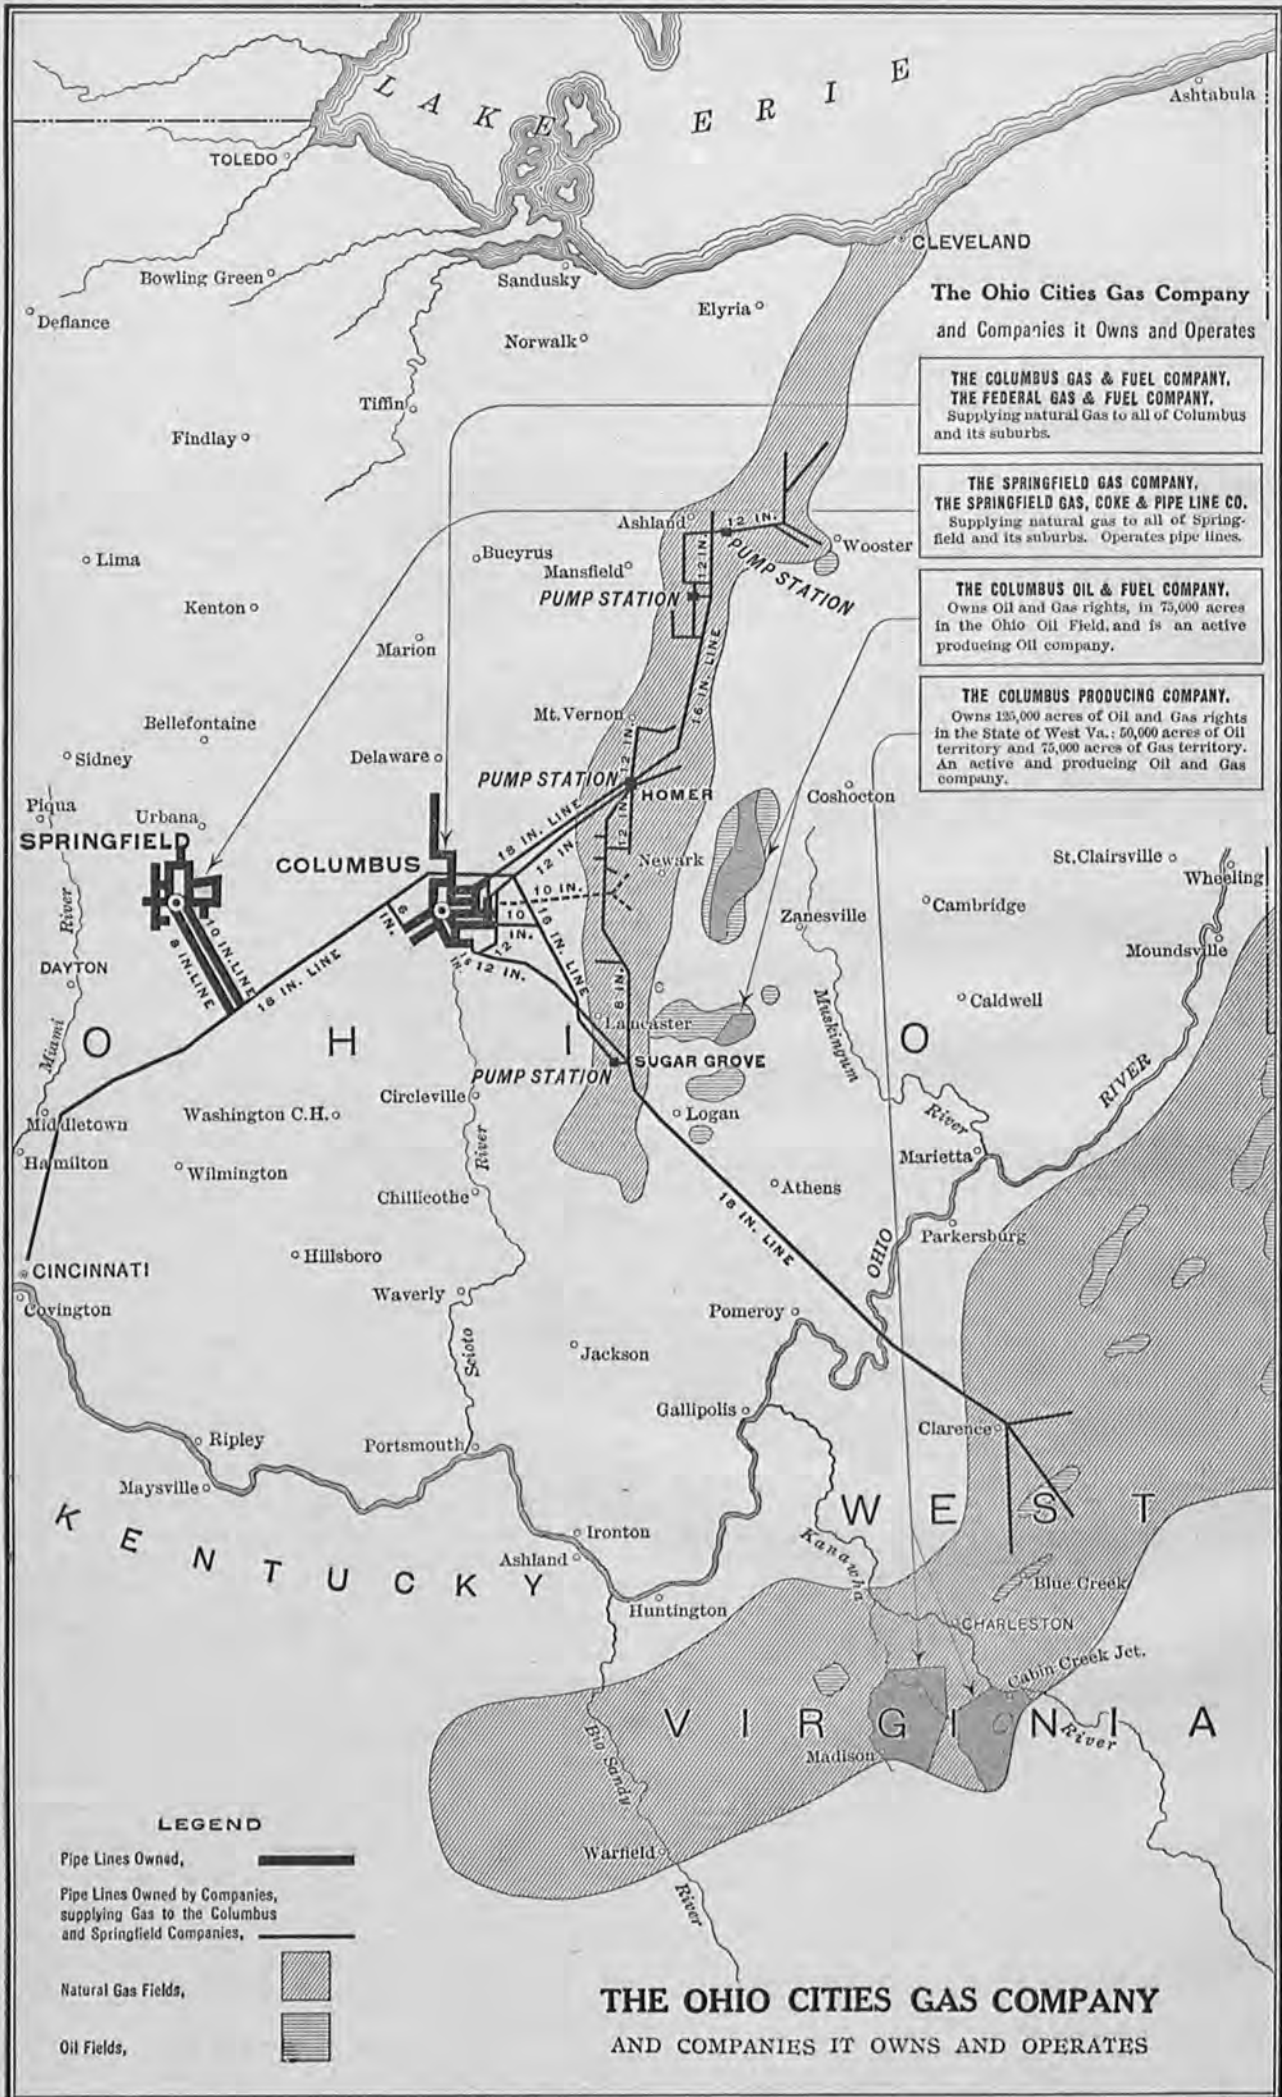 LAKE ERIE
Ashtabula
TOLEDO
CLEVELAND
Bowling Green
Sandusky
Elyria
Defiance
Norwalk
The Ohio Cities Gas Company
and Companies it Owns and Operates
THE COLUMBUS GAS & FUEL COMPANY,
THE FEDERAL GAS & FUEL COMPANY.
Supplying natural Gas to all of Columbus
and its suburbs.
THE SPRINGFIELD GAS COMPANY,
THE SPRINGFIELD GAS, COKE & PIPE LINE CO.
Supplying natural gas to all of Spring-
field and its suburbs. Operates pipe lines.
THE COLUMBUS OIL & FUEL COMPANY.
Owns Oil and Gas rights, in 75,000 acres
in the Ohio Oil Field, and is an active
producing Oil company.
THE COLUMBUS PRODUCING COMPANY.
Owns 125,000 acres of Oil and Gas rights
in the State of West Va.: 50,000 acres of Oil
territory and 75,000 acres of Gas territory.
An active and producing Oil and Gas
company.
Tiffin
Findlay
Ashland
12 IN.
Wooster
Lima
Bucyrus
Mansfield
12 IN.
PUMP STATION
PUMP STATION
Kenton
Marion
16 IN. LINE
Mt. Vernon
Bellefontaine
12 IN.
Sidney
Delaware
PUMP STATION
HOMER
Coshocton
Piqua
Urbana
SPRINGFIELD
COLUMBUS
18 IN. LINE
12 IN.
12 IN.
Newark
St. Clairsville
Wheeling
10 IN.
6
IN.
10
IN.
12
16 IN. LINE
Zanesville
Cambridge
River
10 IN. LINE
8 IN. LINE
18 IN. LINE
16
IN.
12 IN.
8 IN.
Moundsville
DAYTON
Caldwell
Miami
Muskingum
Lancaster
OHIO
SUGAR GROVE
PUMP STATION
RIVER
Circleville
Middletown
Washington C.H.
Logan
River
Hamilton
Wilmington
River
Marietta
Chillicothe
Athens
18 IN. LINE
Parkersburg
OHIO
Hillsboro
CINCINNATI
Covington
Waverly
Pomeroy
Scioto
Jackson
Gallipolis
Clarence
Ripley
Portsmouth
Maysville
WEST
KENTUCKY
Ironton
Ashland
Kanawha
Blue Creek
Huntington
CHARLESTON
Cabin Creek Jct.
VIRGINIA
River
Big Sandy
Madison
Warfield
River
LEGEND
Pipe Lines Owned,
Pipe Lines Owned by Companies,
supplying Gas to the Columbus
and Springfield Companies,
Natural Gas Fields,
Oil Fields,
THE OHIO CITIES GAS COMPANY
AND COMPANIES IT OWNS AND OPERATES